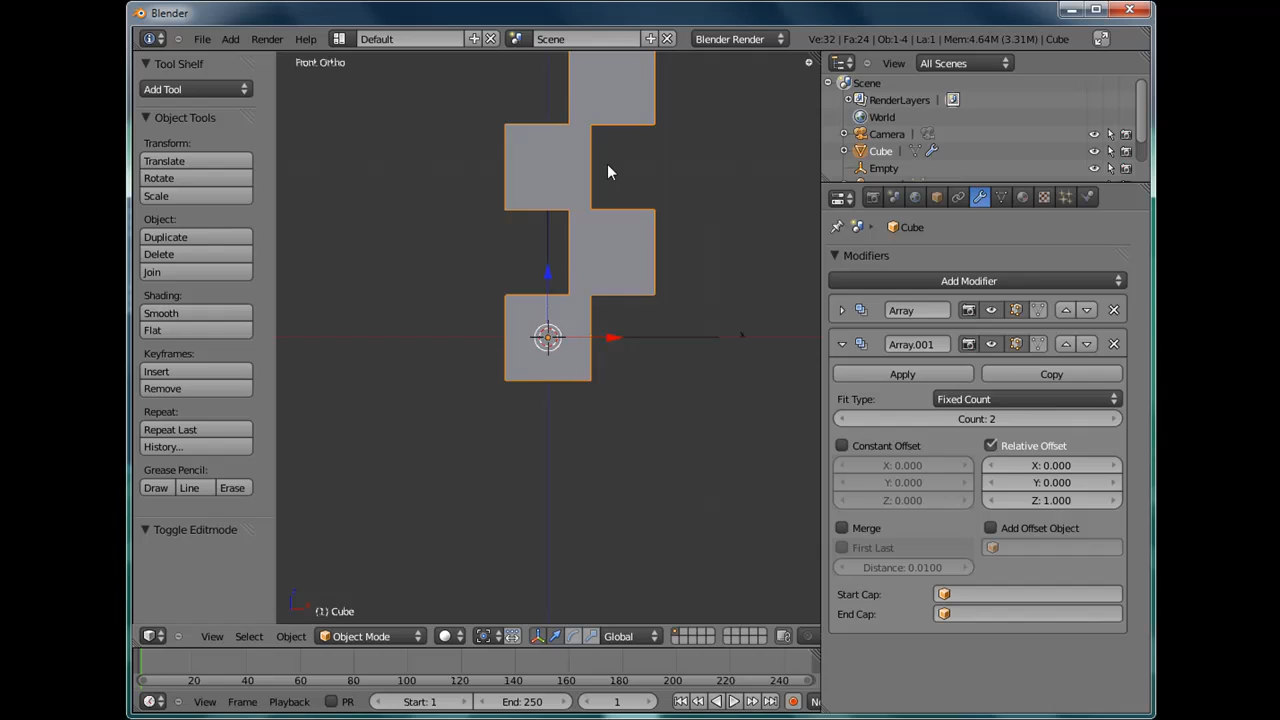 Blender
File Add Render Help Default Scene Blender Render Ve:32 | Fa:24 | Ob:1-4 | La:1 | Mem:4.64M (3.31M) | Cube
Tool Shelf
Add Tool
Object Tools
Transform:
Translate
Rotate
Scale
Object:
Duplicate
Delete
Join
Shading:
Smooth
Flat
Keyframes:
Insert
Remove
Repeat:
Repeat Last
History...
Grease Pencil:
Draw Line Erase
Toggle Editmode
Front Ortho
(1) Cube
View Select Object Object Mode Global
View All Scenes
Scene
RenderLayers
World
Camera
Cube
Empty
Cube
Modifiers
Add Modifier
Array
Array.001
Apply Copy
Fit Type: Fixed Count
Count: 2
Constant Offset Relative Offset
X: 0.000 X: 0.000
Y: 0.000 Y: 0.000
Z: 0.000 Z: 1.000
Merge Add Offset Object
First Last
Distance: 0.0100
Start Cap:
End Cap:
20 40 60 80 100 120 140 160 180 200 220 240
View Frame Playback PR Start: 1 End: 250 1